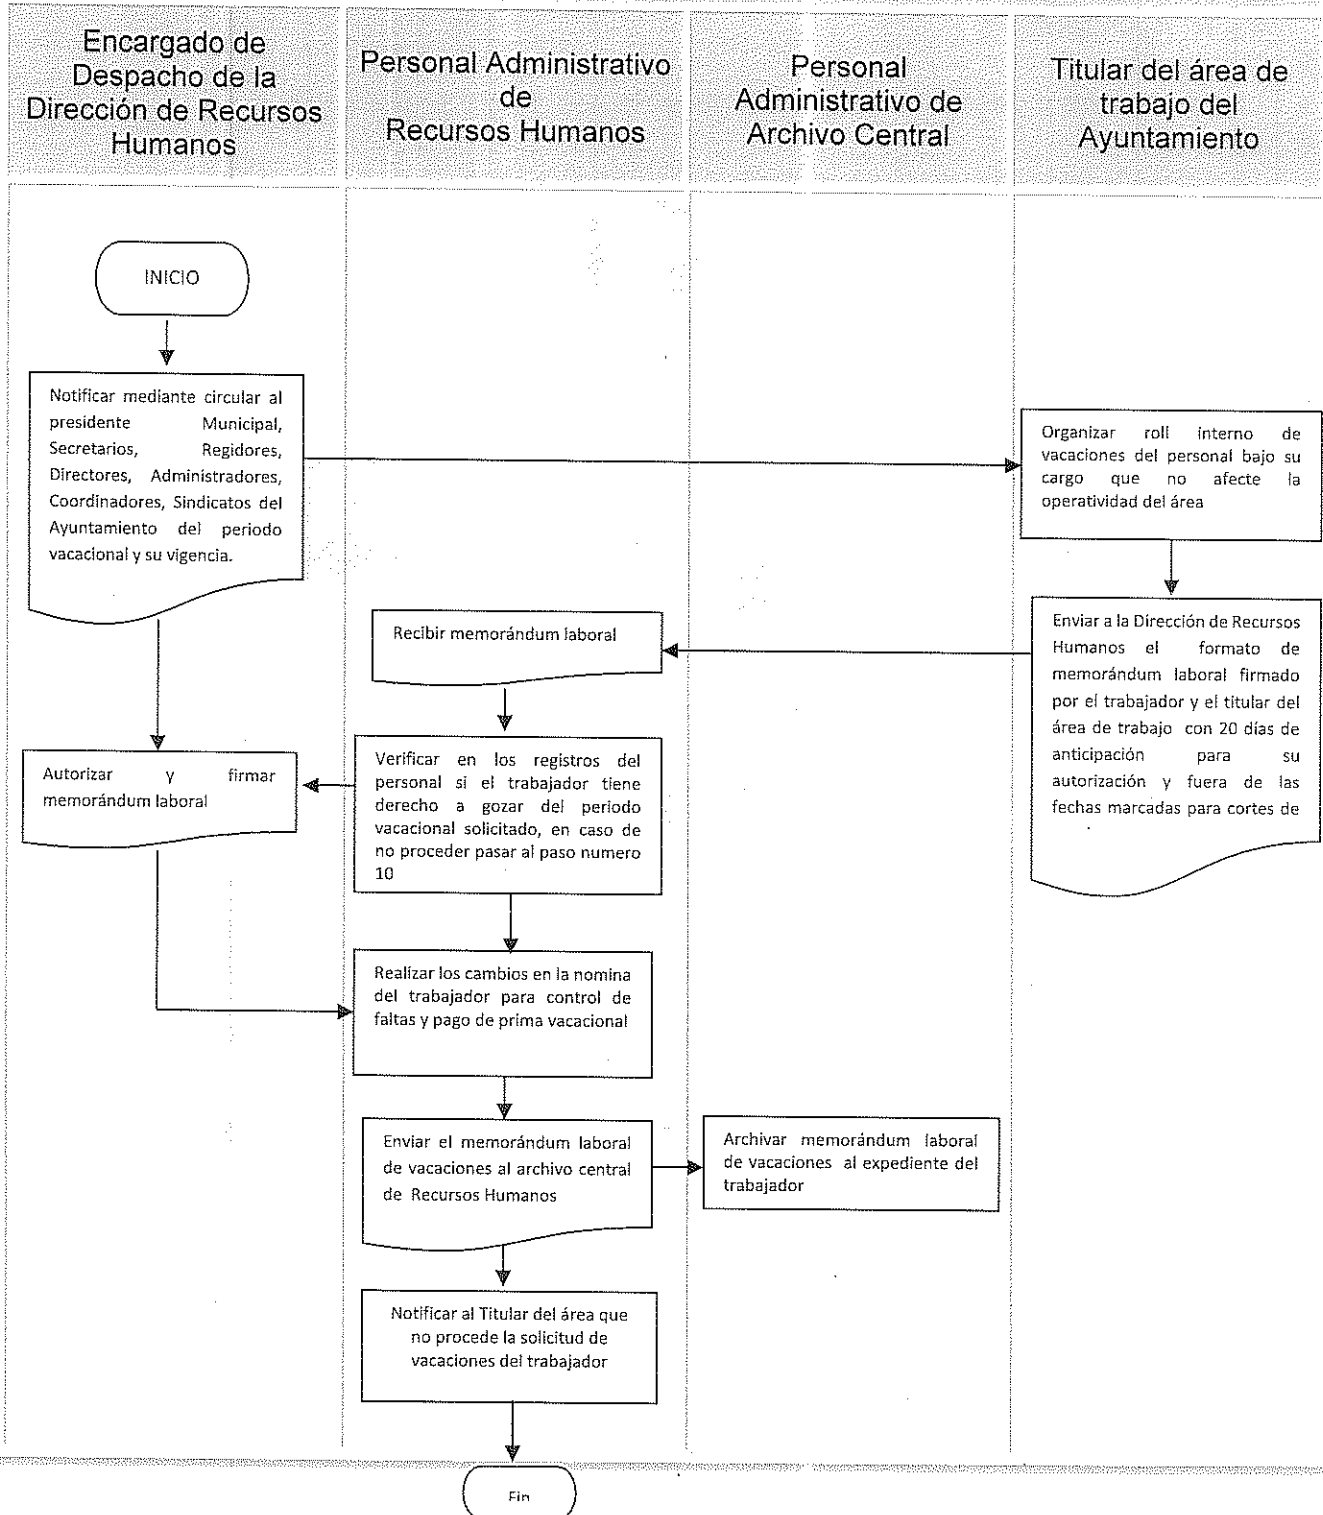 Encargado de
Despacho de la
Dirección de Recursos
Humanos
Personal Administrativo
de
Recursos Humanos
Personal
Administrativo de
Archivo Central
Titular del área de
trabajo del
Ayuntamiento
INICIO
Notificar mediante circular al
presidente Municipal,
Secretarios, Regidores,
Directores, Administradores,
Coordinadores, Sindicatos del
Ayuntamiento del periodo
vacacional y su vigencia.
Organizar roll interno de
vacaciones del personal bajo su
cargo que no afecte la
operatividad del área
Enviar a la Dirección de Recursos
Humanos el formato de
memorándum laboral firmado
por el trabajador y el titular del
área de trabajo con 20 días de
anticipación para su
autorización y fuera de las
fechas marcadas para cortes de
Recibir memorándum laboral
Verificar en los registros del
personal si el trabajador tiene
derecho a gozar del periodo
vacacional solicitado, en caso de
no proceder pasar al paso numero
10
Autorizar y firmar
memorándum laboral
Realizar los cambios en la nomina
del trabajador para control de
faltas y pago de prima vacacional
Enviar el memorándum laboral
de vacaciones al archivo central
de Recursos Humanos
Archivar memorándum laboral
de vacaciones al expediente del
trabajador
Notificar al Titular del área que
no procede la solicitud de
vacaciones del trabajador
Fin